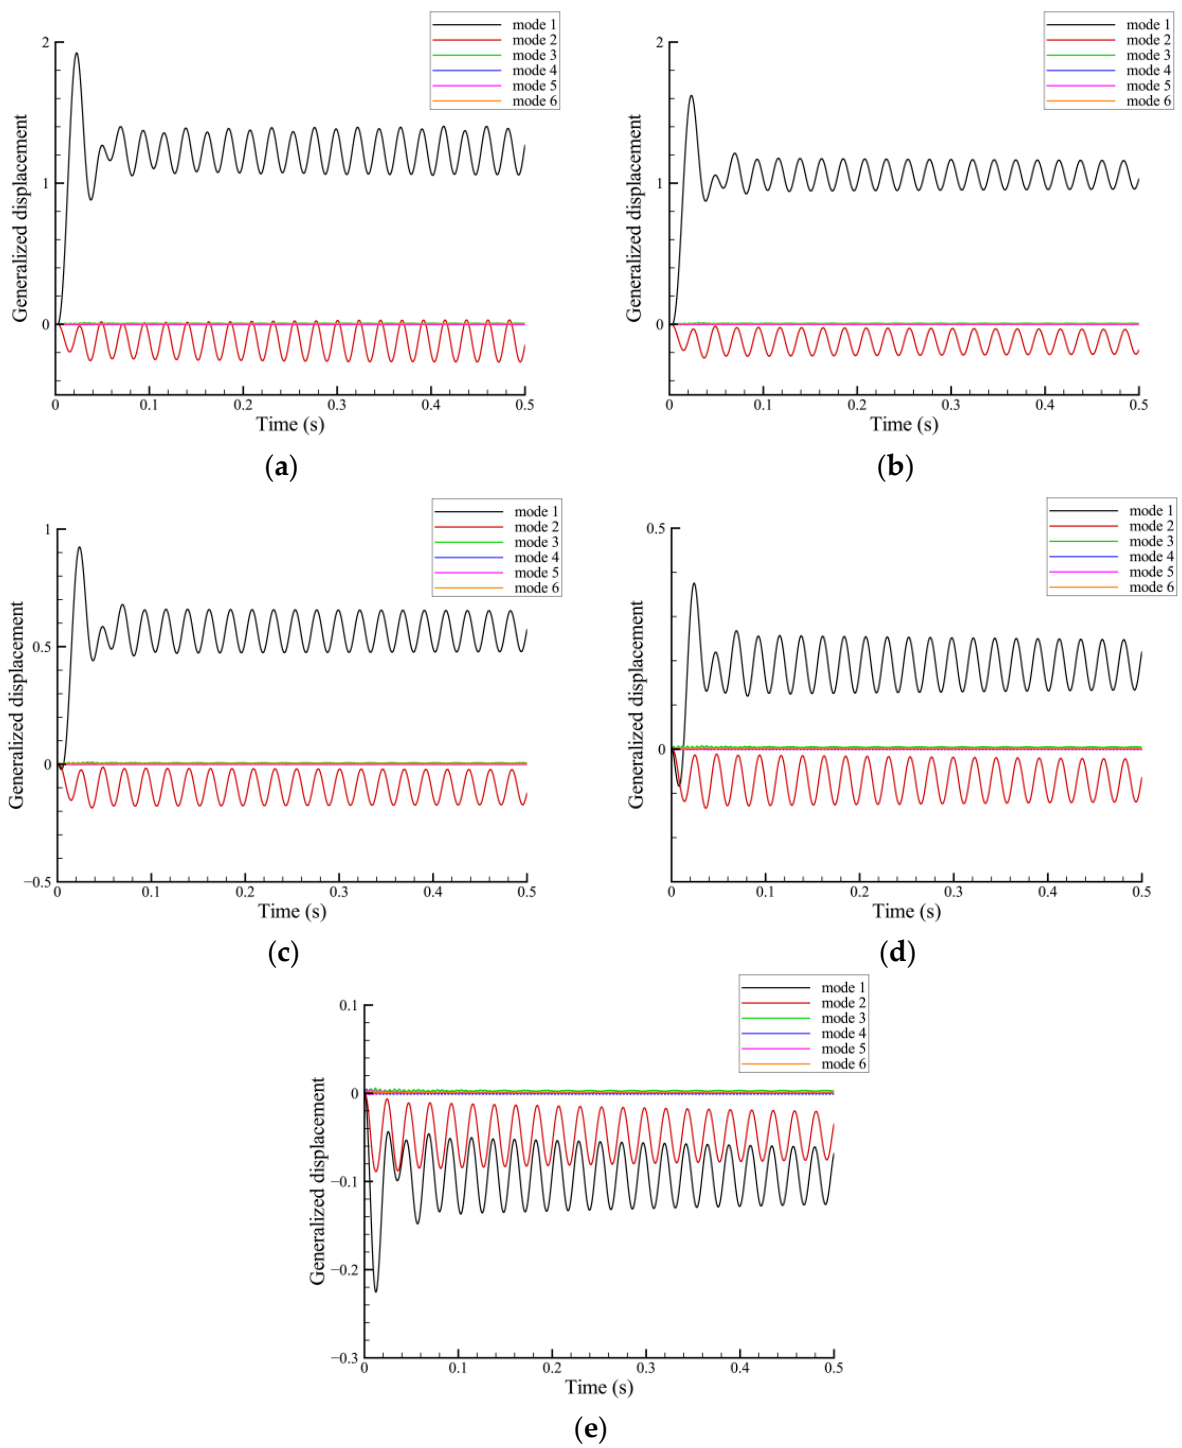 mode 1
mode 2
mode 3
mode 4
mode 5
mode 6
2
1
0
Generalized displacement
0 0.1 0.2 0.3 0.4 0.5
Time (s)
(a)
mode 1
mode 2
mode 3
mode 4
mode 5
mode 6
2
1
0
Generalized displacement
0 0.1 0.2 0.3 0.4 0.5
Time (s)
(b)
mode 1
mode 2
mode 3
mode 4
mode 5
mode 6
1
0.5
0
−0.5
Generalized displacement
0 0.1 0.2 0.3 0.4 0.5
Time (s)
(c)
mode 1
mode 2
mode 3
mode 4
mode 5
mode 6
0.5
0
Generalized displacement
0 0.1 0.2 0.3 0.4 0.5
Time (s)
(d)
mode 1
mode 2
mode 3
mode 4
mode 5
mode 6
0.1
0
−0.1
−0.2
−0.3
Generalized displacement
0 0.1 0.2 0.3 0.4 0.5
Time (s)
(e)